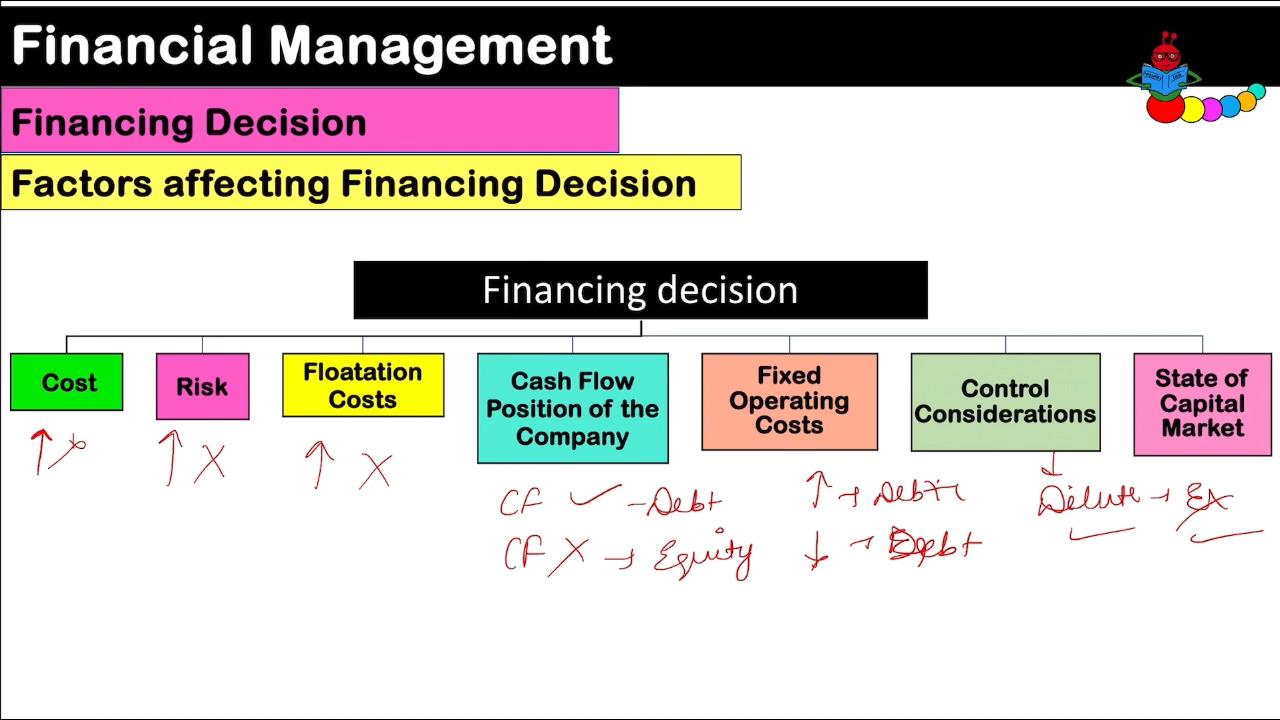 Financial Management
Financing Decision
Factors affecting Financing Decision
Financing decision
Cost
Risk
Floatation
Costs
Cash Flow
Position of the
Company
Fixed
Operating
Costs
Control
Considerations
State of
Capital
Market
↑ X
↑ X
↑ X
CF ✓ - Debt
CF X → Equity
↑ → Debt X
↓ → Debt
↓
Dilute → E X